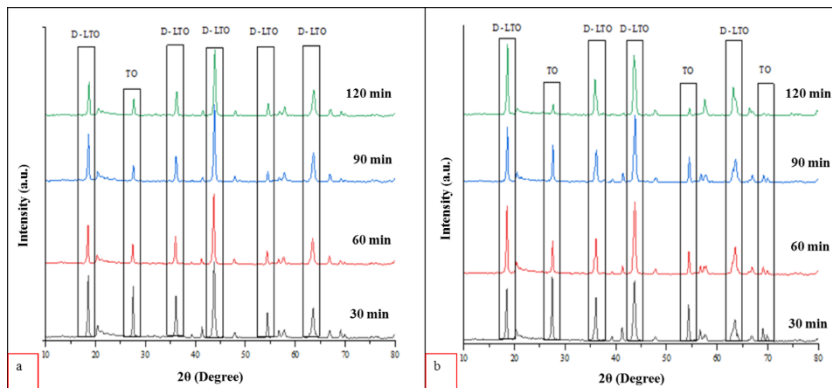 D - LTO
TO
D - LTO
D - LTO
D - LTO
D - LTO
120 min
90 min
60 min
30 min
Intensity (a.u.)
10 20 30 40 50 60 70 80
2θ (Degree)
a
D - LTO
TO
D - LTO
D - LTO
TO
D - LTO
TO
120 min
90 min
60 min
30 min
Intensity (a.u.)
10 20 30 40 50 60 70 80
2θ (Degree)
b